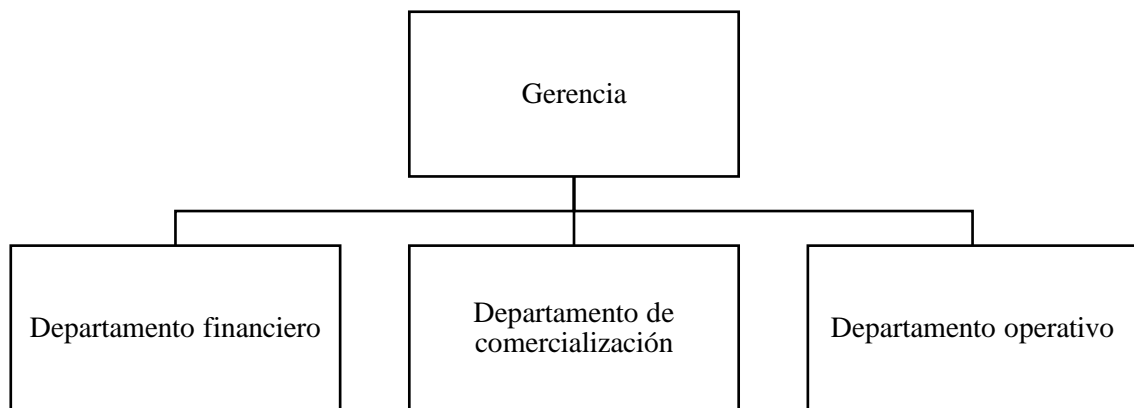 Gerencia
Departamento financiero
Departamento de
comercialización
Departamento operativo